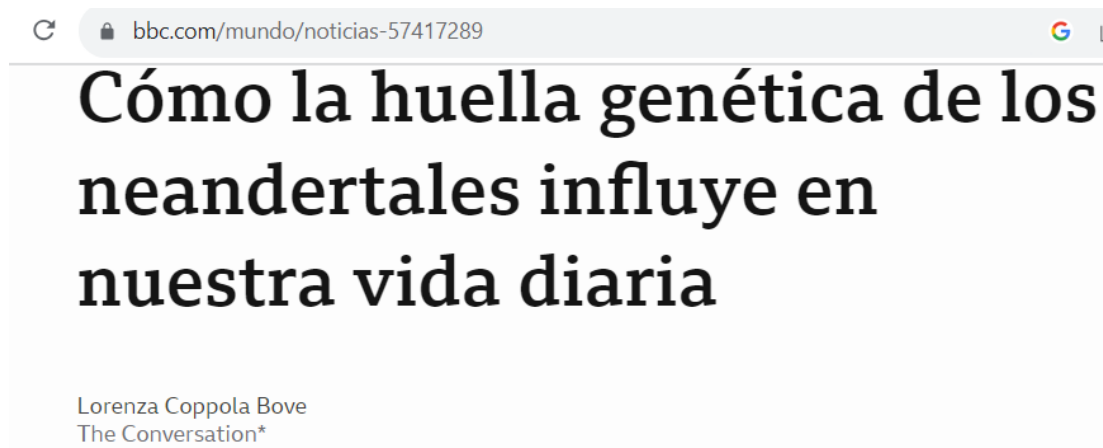 bbc.com/mundo/noticias-57417289
Cómo la huella genética de los
neandertales influye en
nuestra vida diaria
Lorenza Coppola Bove
The Conversation*